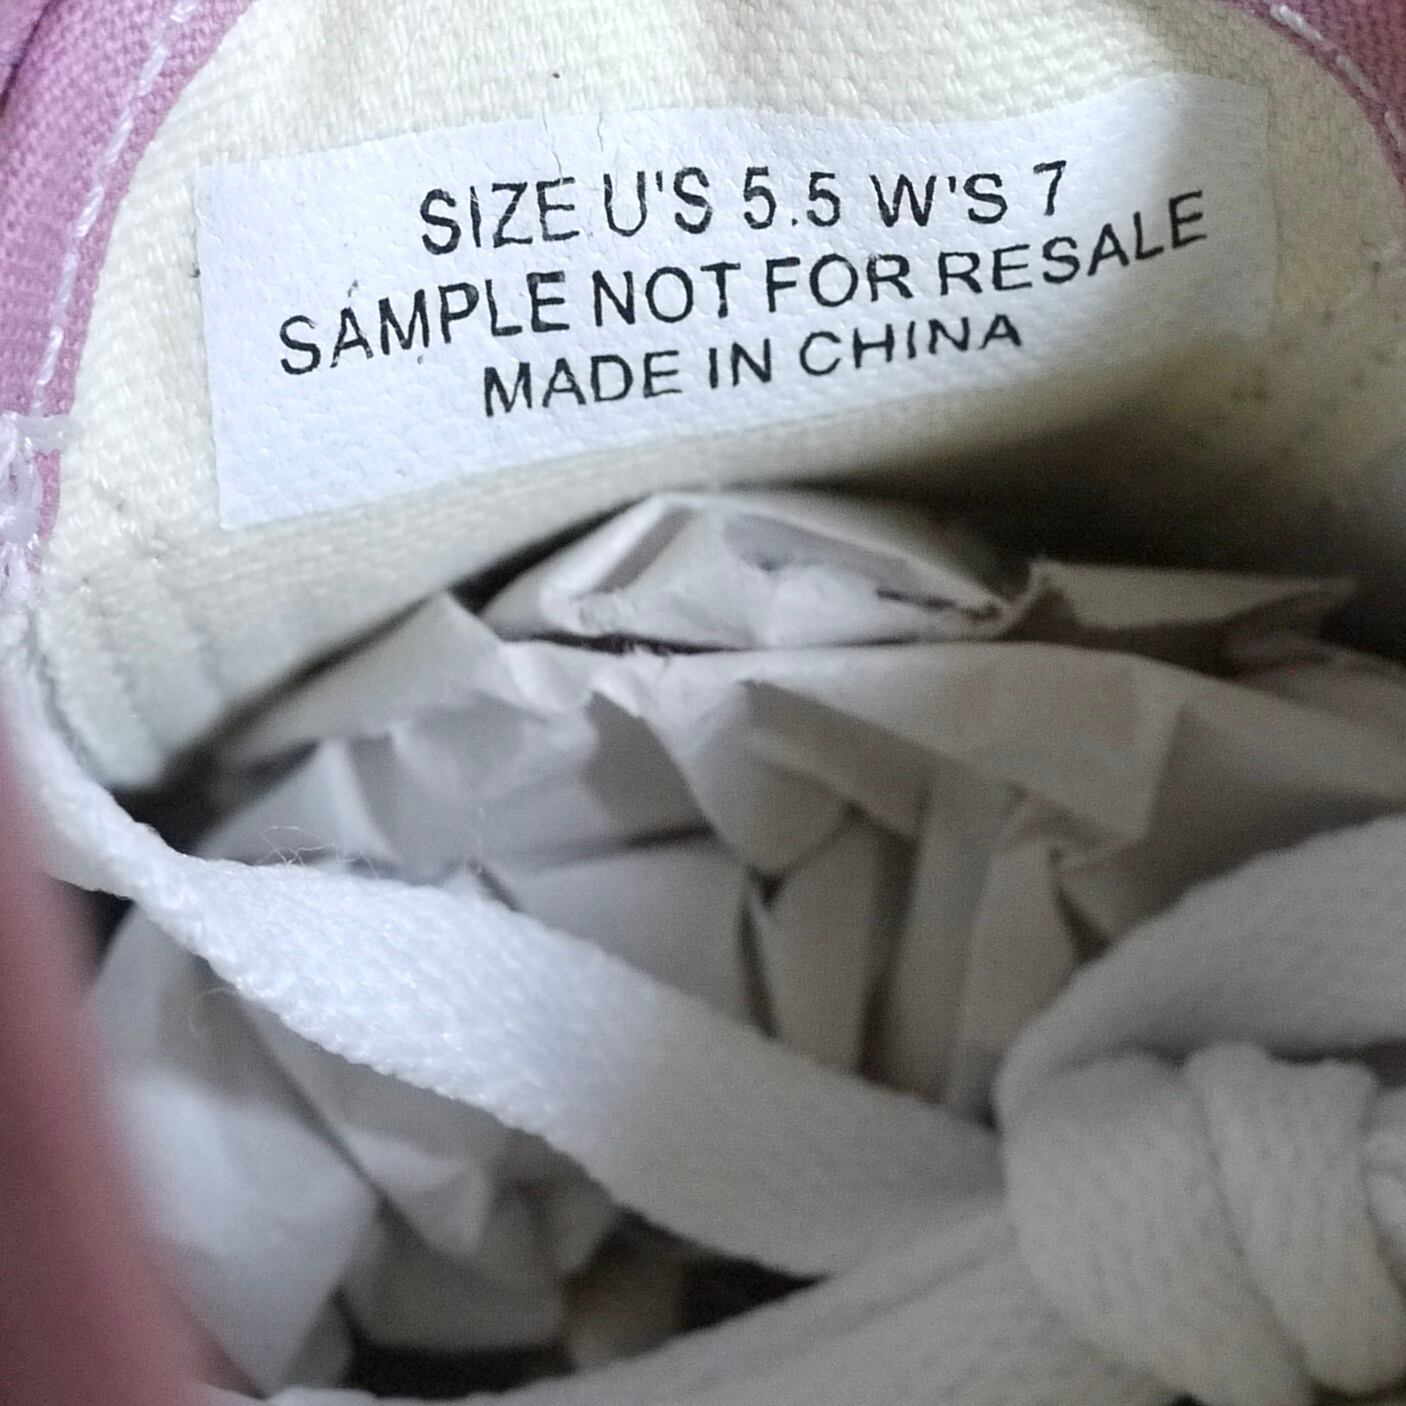 SIZE U'S 5.5 W'S 7
SAMPLE NOT FOR RESALE
MADE IN CHINA